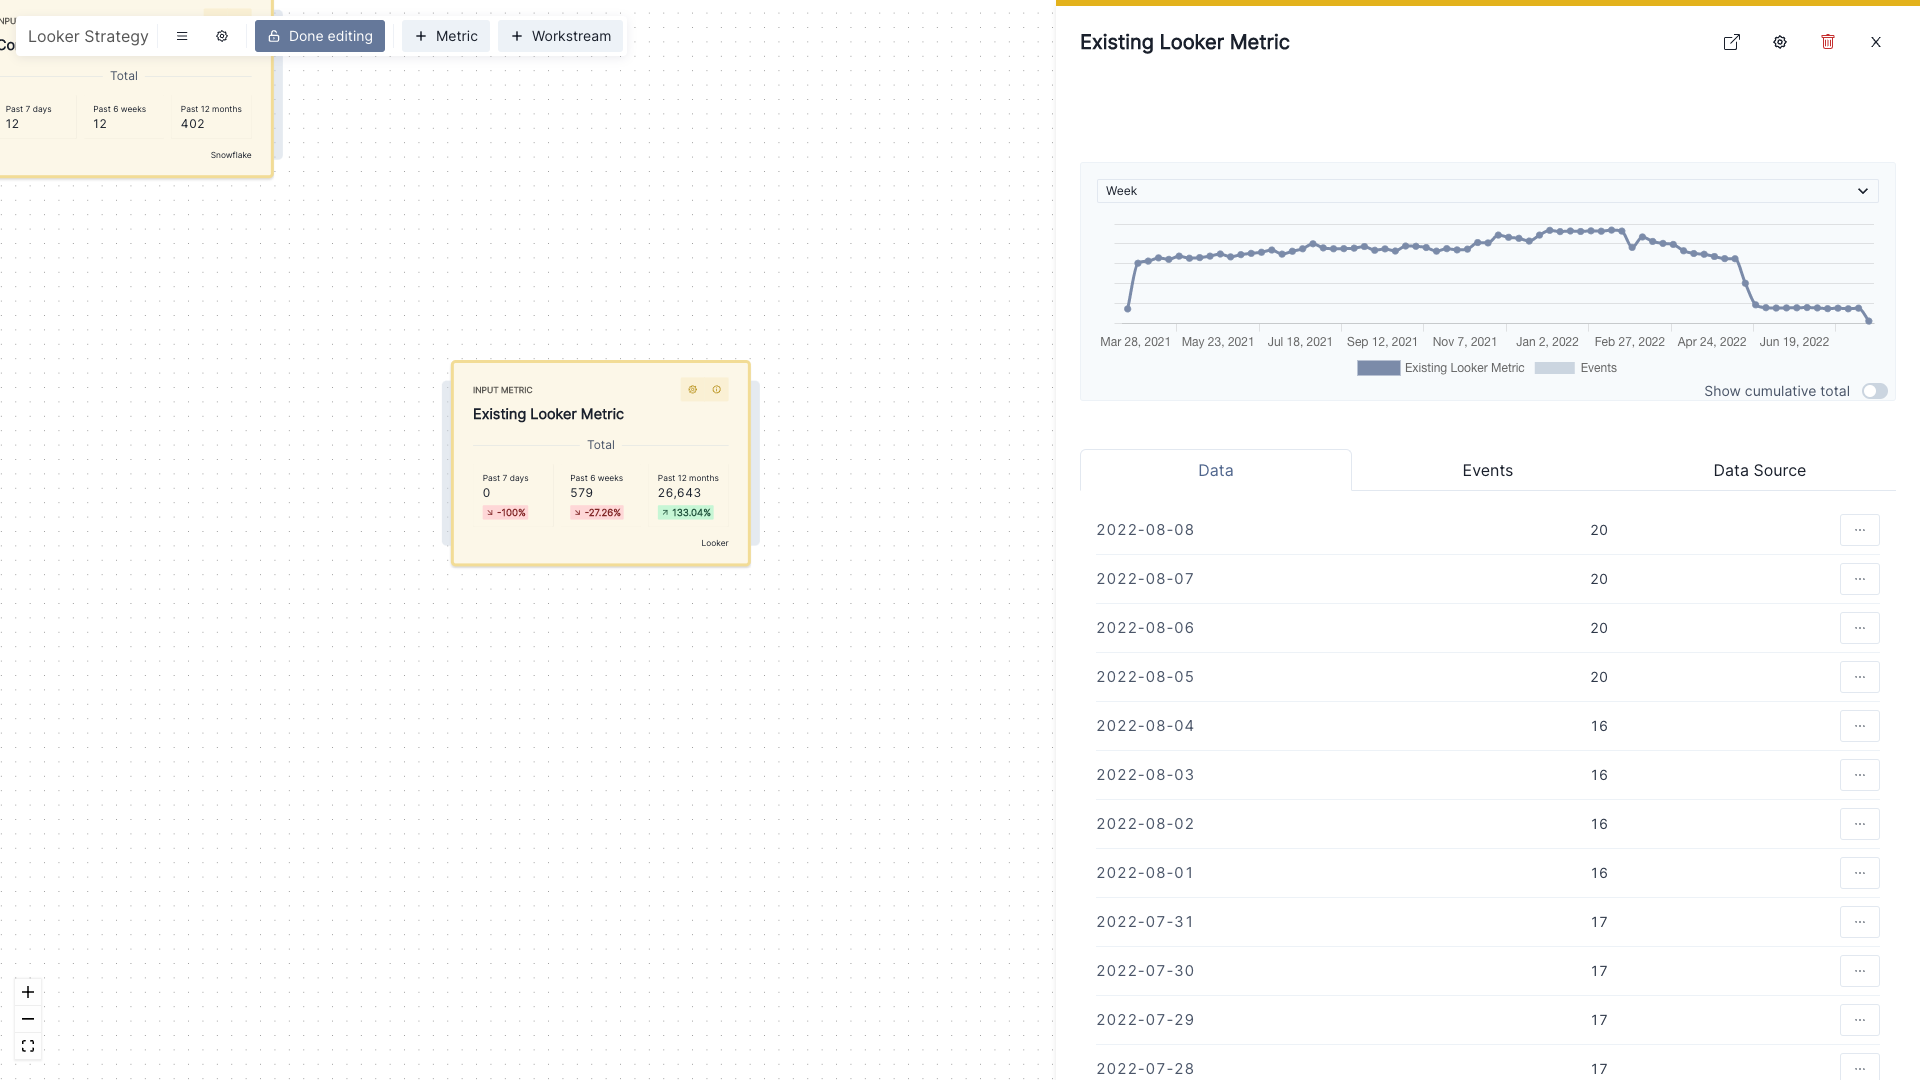 Looker Strategy
Done editing
Metric
Workstream
Total
Past 7 days
12
Past 6 weeks
12
Past 12 months
402
Snowflake
INPUT METRIC
Existing Looker Metric
Total
Past 7 days
0
-100%
Past 6 weeks
579
-27.26%
Past 12 months
26,643
133.04%
Looker
Existing Looker Metric
Week
Mar 28, 2021
May 23, 2021
Jul 18, 2021
Sep 12, 2021
Nov 7, 2021
Jan 2, 2022
Feb 27, 2022
Apr 24, 2022
Jun 19, 2022
Existing Looker Metric
Events
Show cumulative total
Data
Events
Data Source
2022-08-08 20
2022-08-07 20
2022-08-06 20
2022-08-05 20
2022-08-04 16
2022-08-03 16
2022-08-02 16
2022-08-01 16
2022-07-31 17
2022-07-30 17
2022-07-29 17
2022-07-28 17